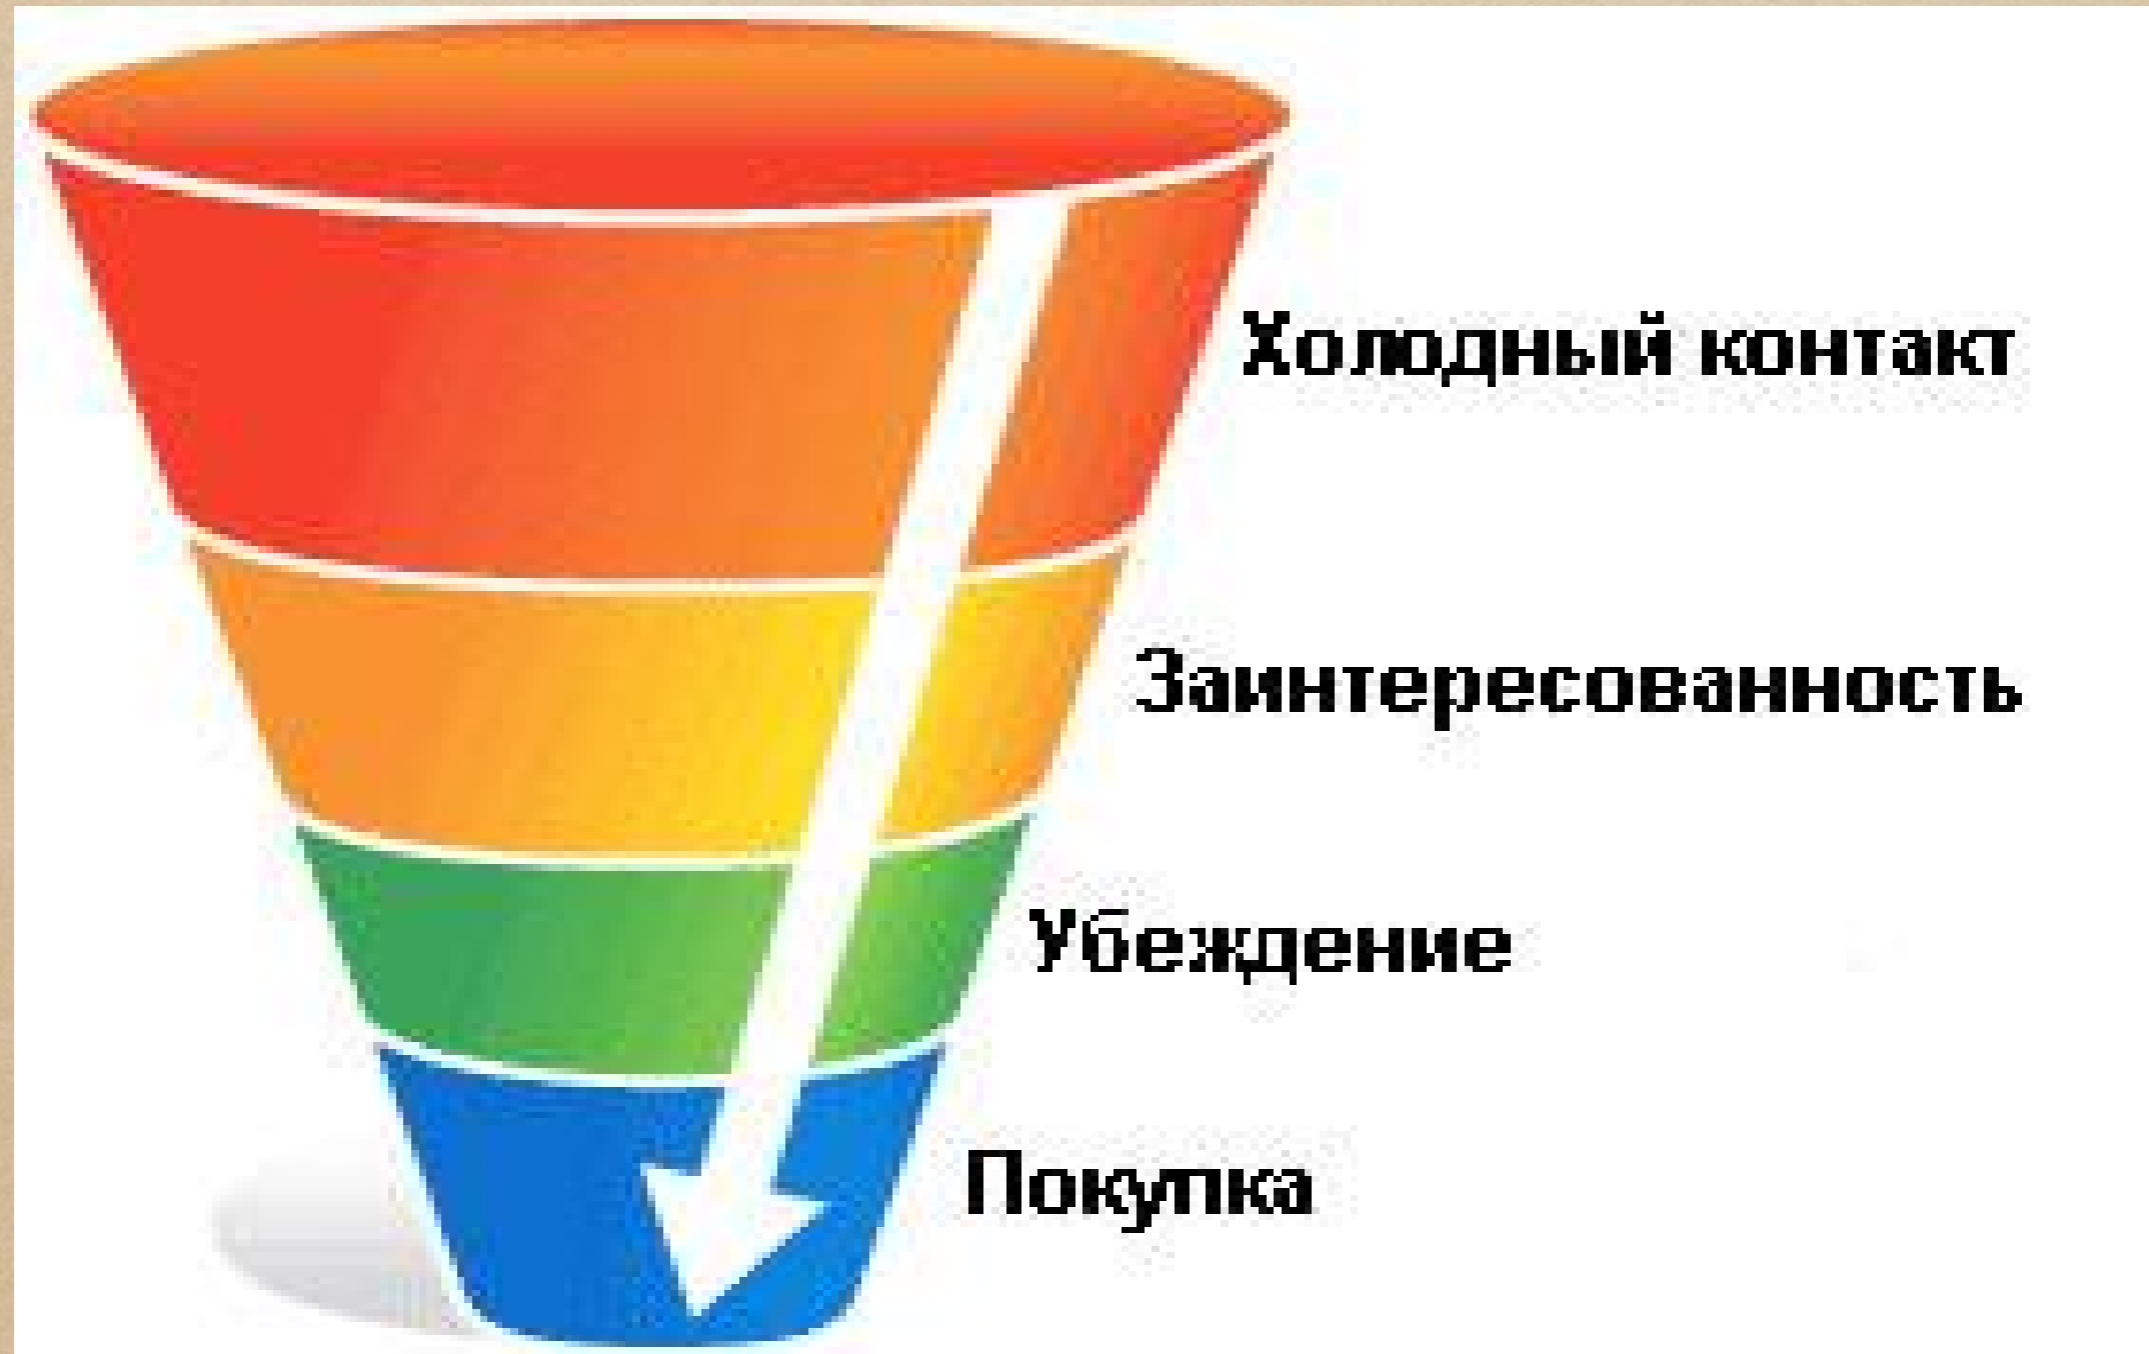 Холодный контакт
Заинтересованность
Убеждение
Покупка